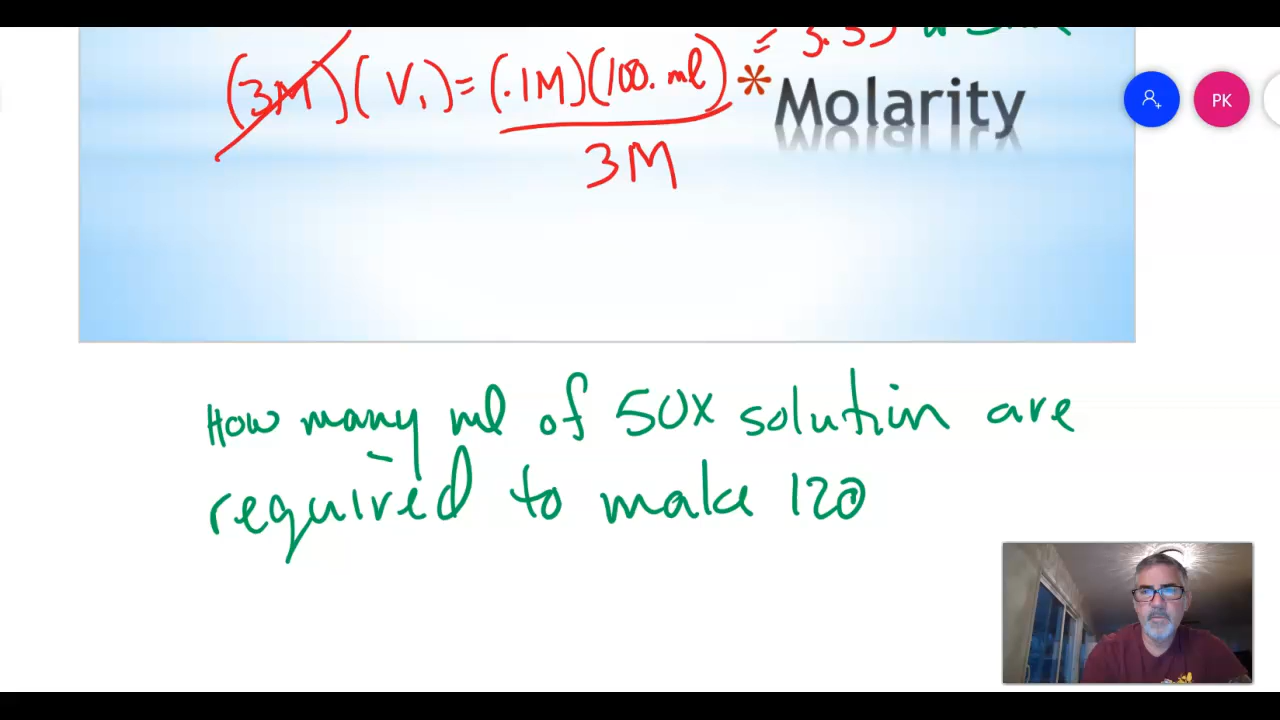 (3M)(V₁) = (.1M)(100. ml)
3M
* Molarity
PK
How many ml of 50X solution are
required to make 120